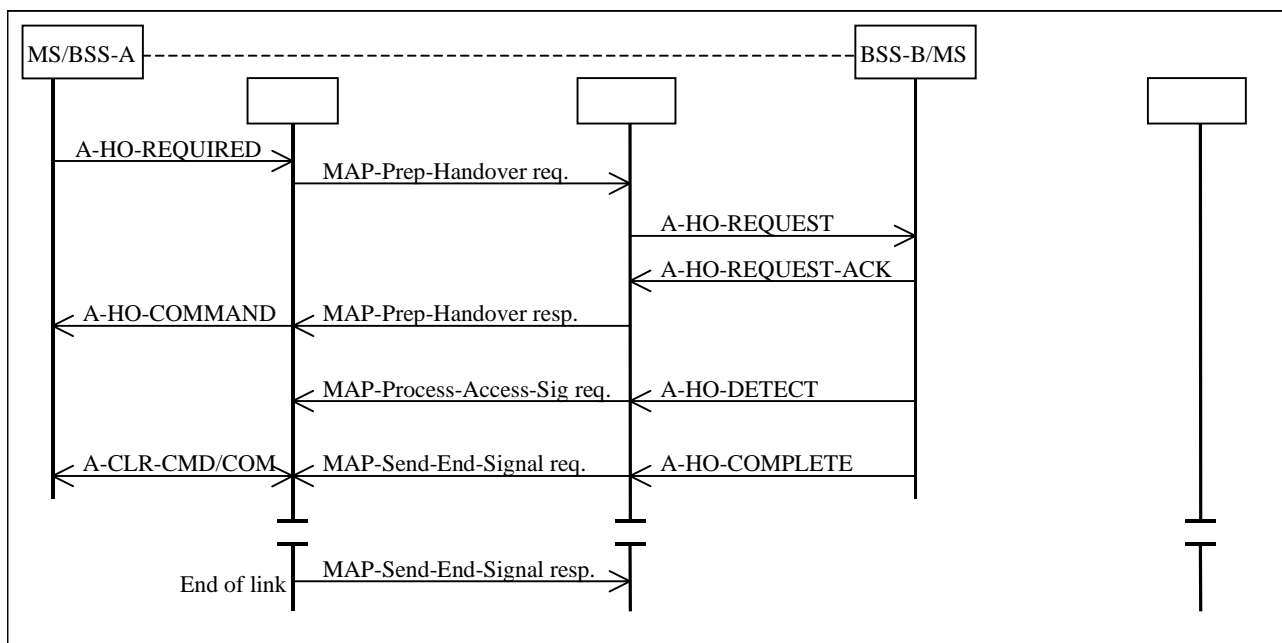 MS/BSS-A
BSS-B/MS
A-HO-REQUIRED
MAP-Prep-Handover req.
A-HO-REQUEST
A-HO-REQUEST-ACK
A-HO-COMMAND MAP-Prep-Handover resp.
MAP-Process-Access-Sig req. A-HO-DETECT
A-CLR-CMD/COM MAP-Send-End-Signal req. A-HO-COMPLETE
MAP-Send-End-Signal resp.
End of link